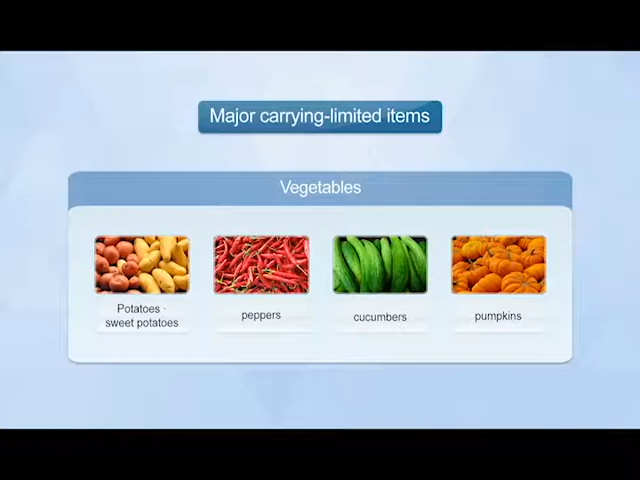 Major carrying-limited items
Vegetables
Potatoes ·
sweet potatoes
peppers
cucumbers
pumpkins